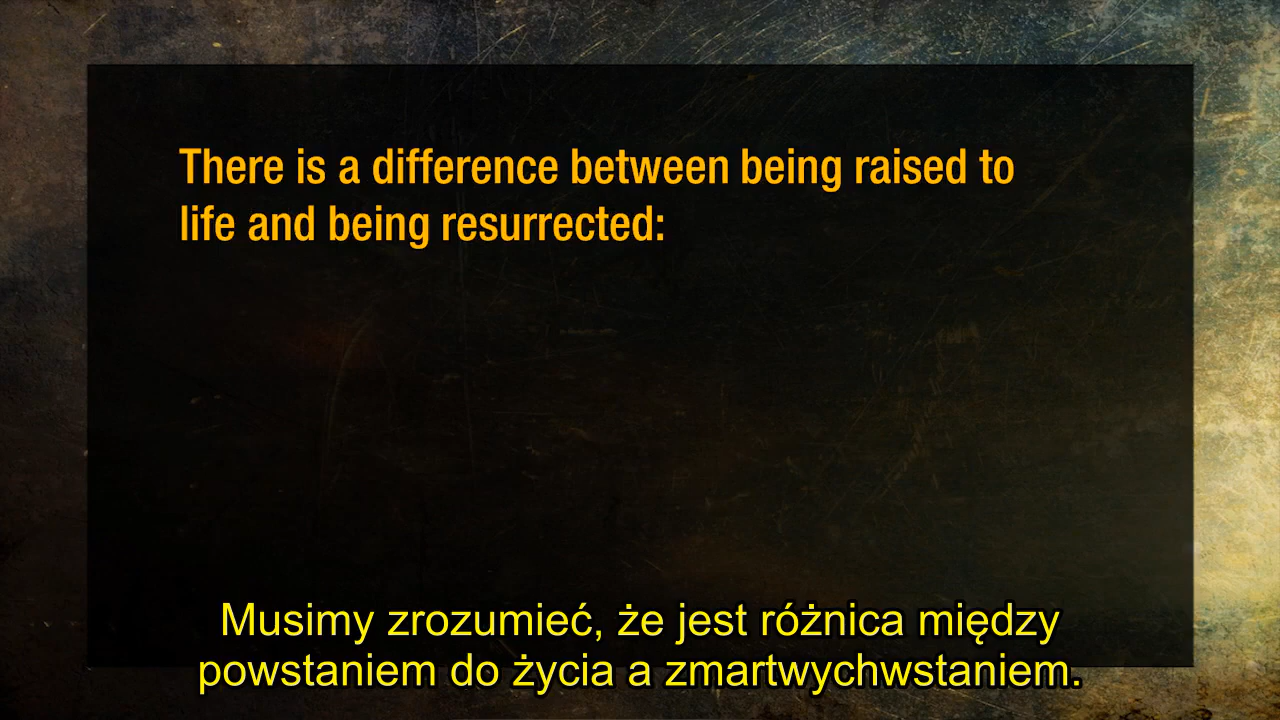 There is a difference between being raised to
life and being resurrected:
Musimy zrozumieć, że jest różnica między
powstaniem do życia a zmartwychwstaniem.